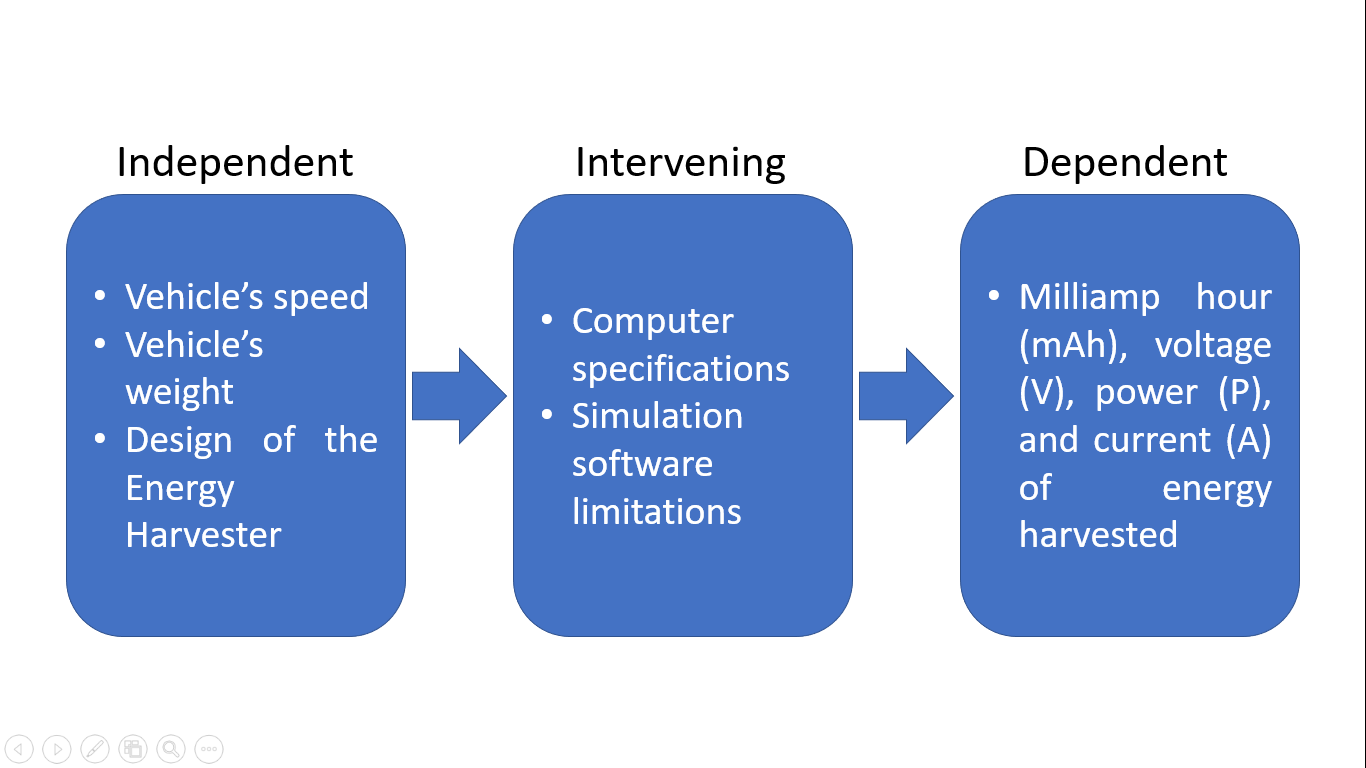 Independent
Intervening
Dependent
• Vehicle’s speed
• Vehicle’s
weight
• Design of the
Energy
Harvester
• Computer
specifications
• Simulation
software
limitations
• Milliamp hour
(mAh), voltage
(V), power (P),
and current (A)
of energy
harvested